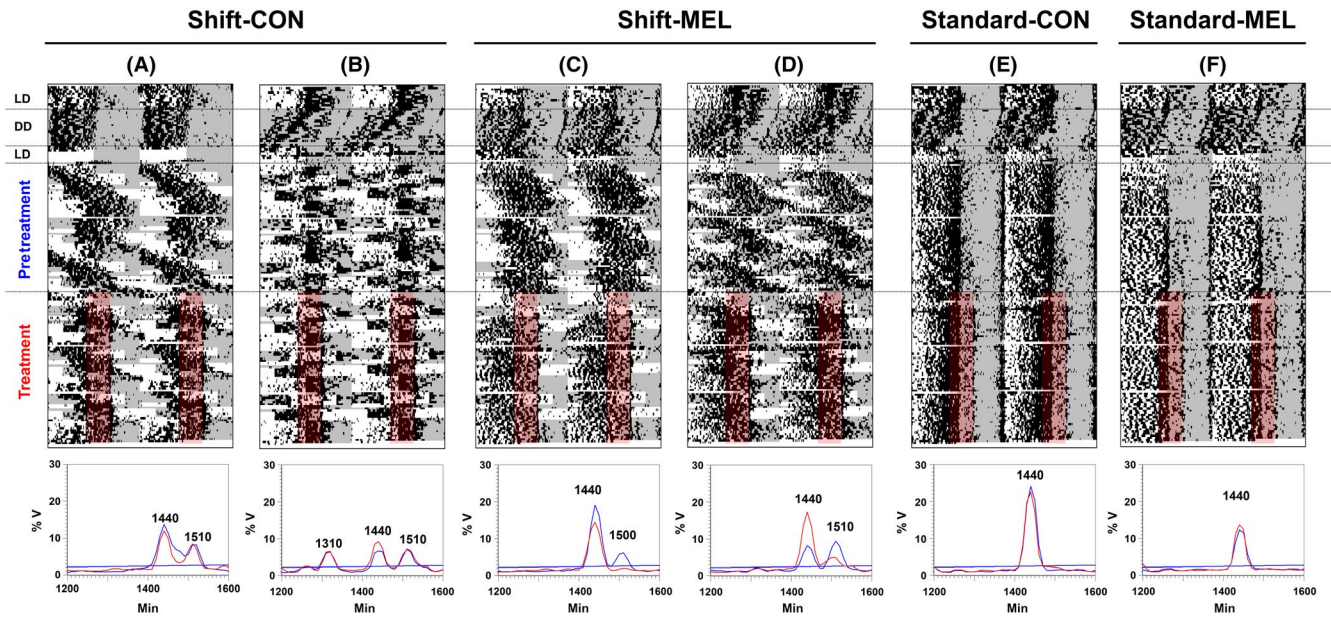 Shift-CON Shift-MEL Standard-CON Standard-MEL
(A) (B) (C) (D) (E) (F)
LD
DD
LD
Pretreatment
Treatment
30 30 30 30 30 30
20 20 20 20 20 20
10 10 10 10 10 10
0 0 0 0 0 0
% V % V % V % V % V % V
1440 1510
1310 1440 1510
1440 1500
1440 1510
1440
1440
1200 1400 1600 1200 1400 1600 1200 1400 1600 1200 1400 1600 1200 1400 1600 1200 1400 1600
Min Min Min Min Min Min